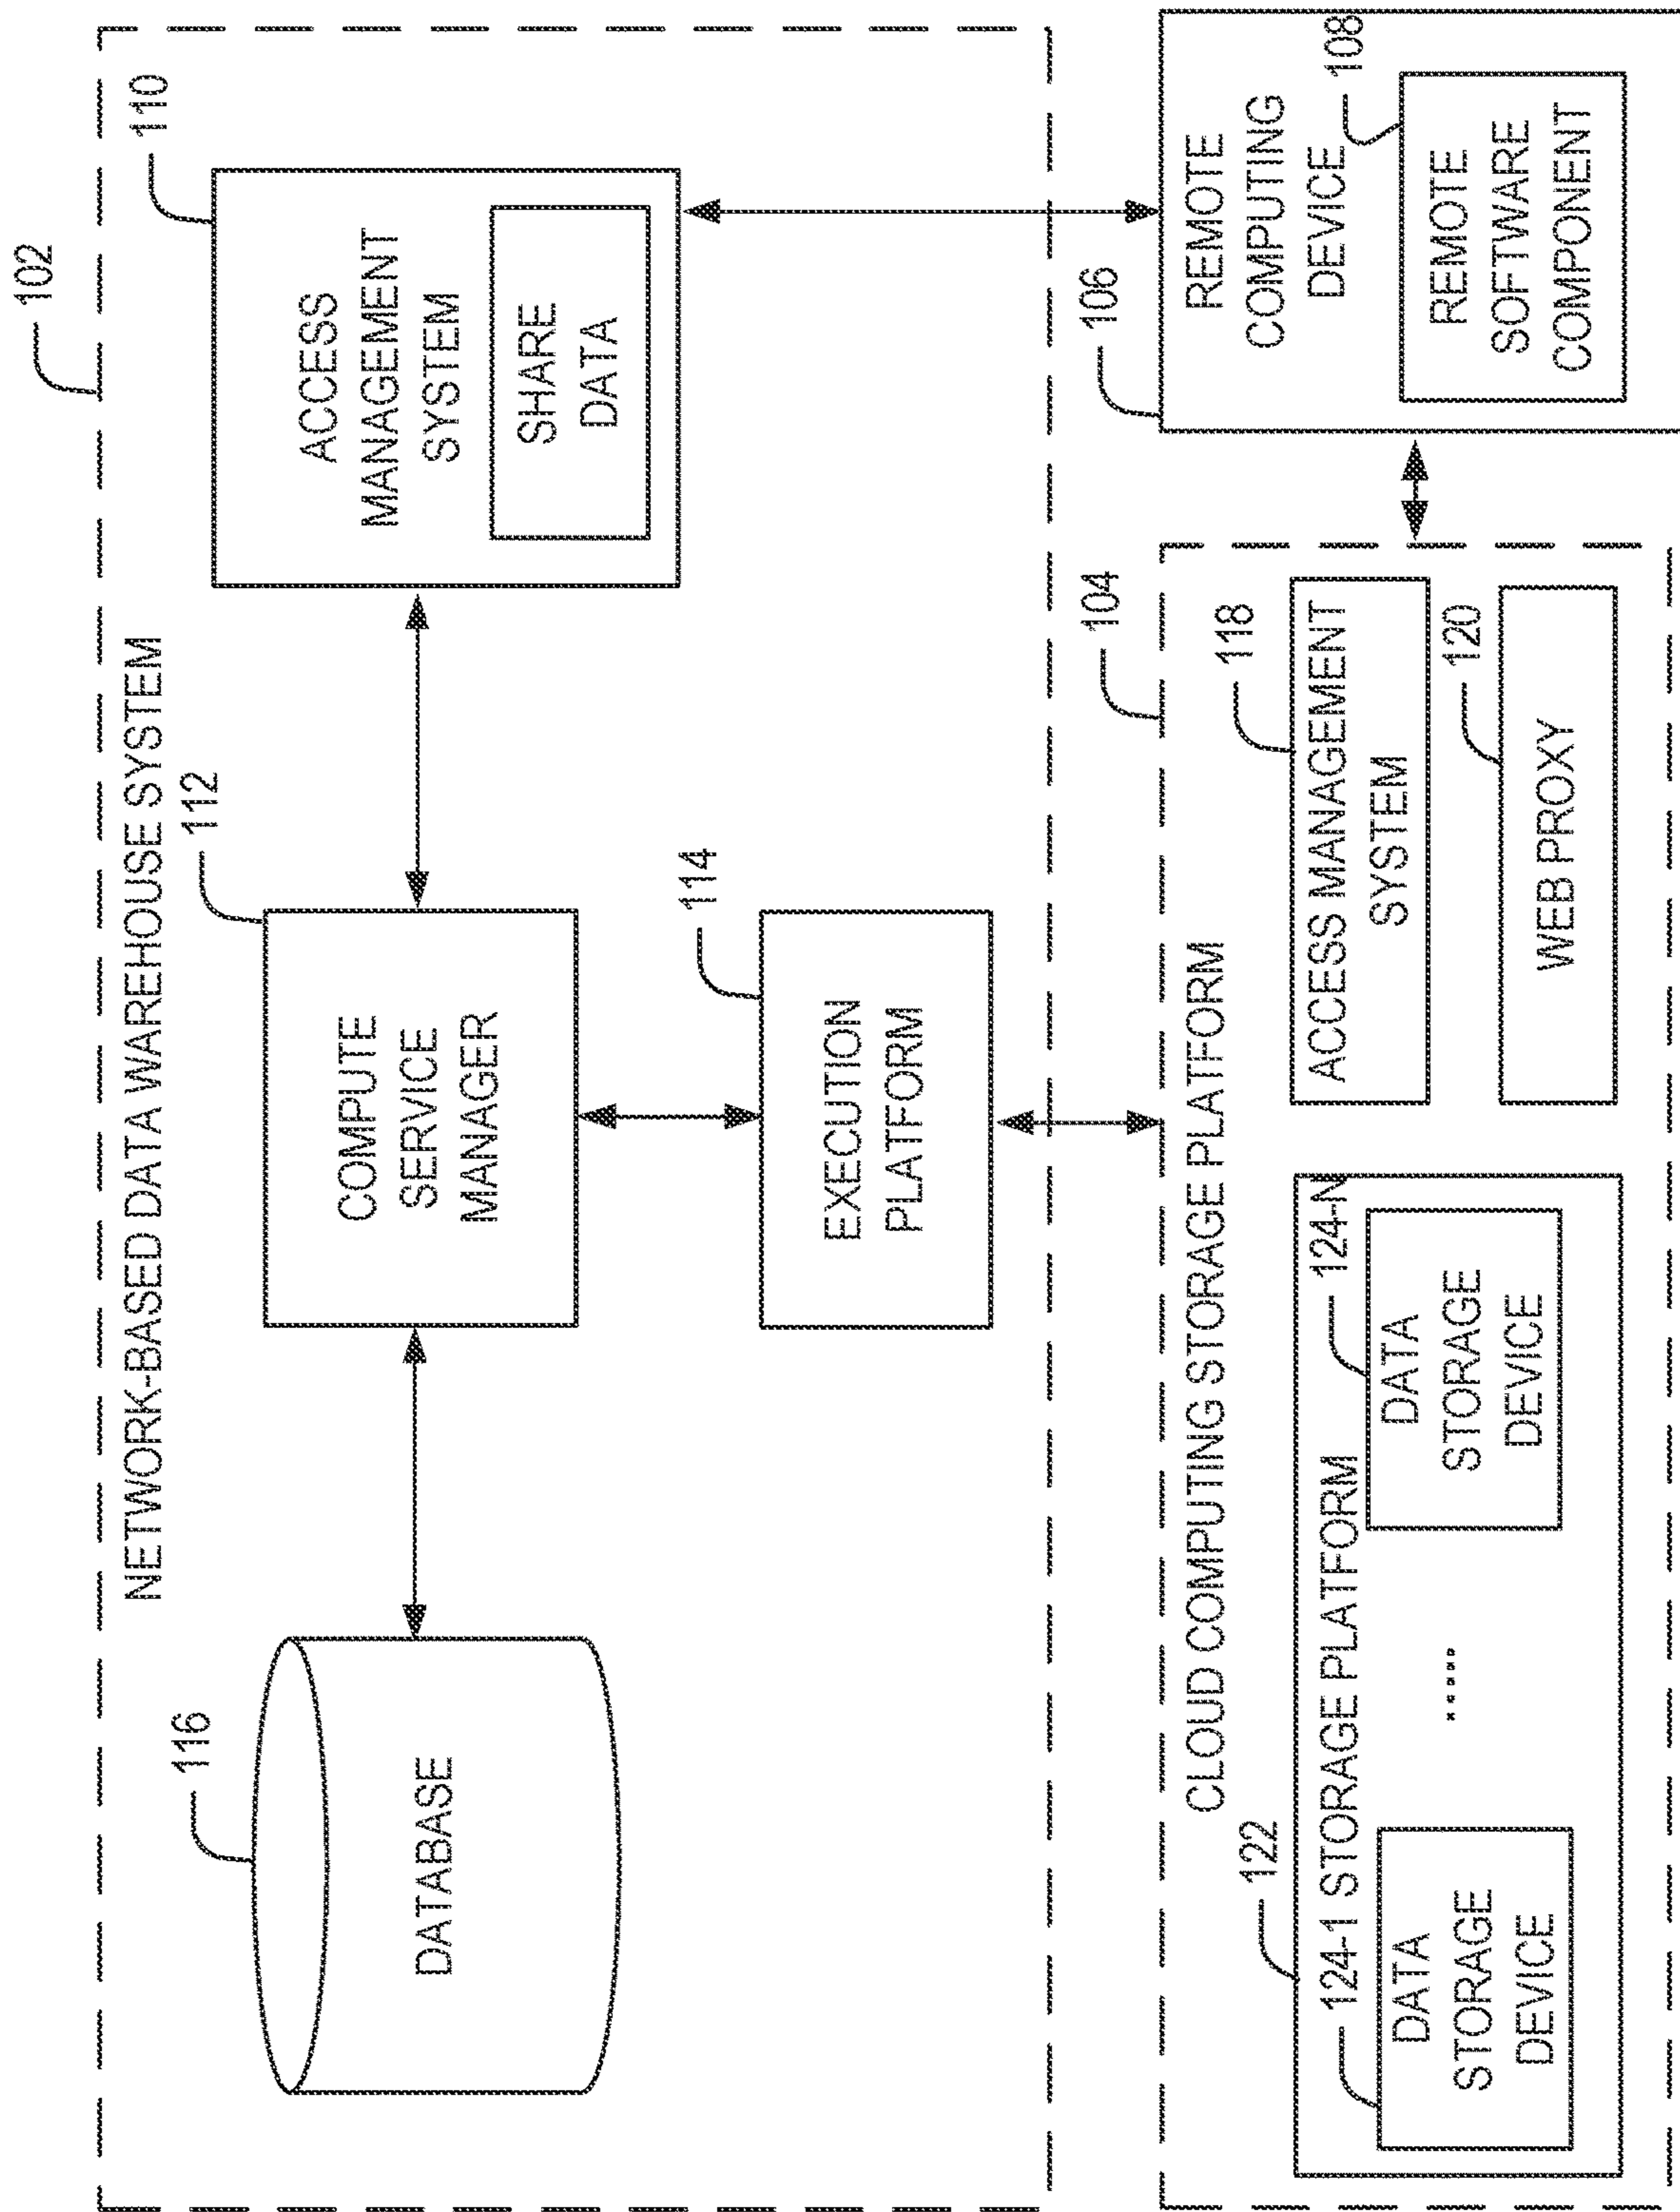 102
NETWORK-BASED DATA WAREHOUSE SYSTEM
116
DATABASE
112
COMPUTE
SERVICE
MANAGER
110
ACCESS
MANAGEMENT
SYSTEM
SHARE
DATA
114
EXECUTION
PLATFORM
104
CLOUD COMPUTING STORAGE PLATFORM
122
124-1 STORAGE PLATFORM
124-N
DATA
STORAGE
DEVICE
.....
DATA
STORAGE
DEVICE
118
ACCESS MANAGEMENT
SYSTEM
120
WEB PROXY
106
REMOTE
COMPUTING
DEVICE
108
REMOTE
SOFTWARE
COMPONENT